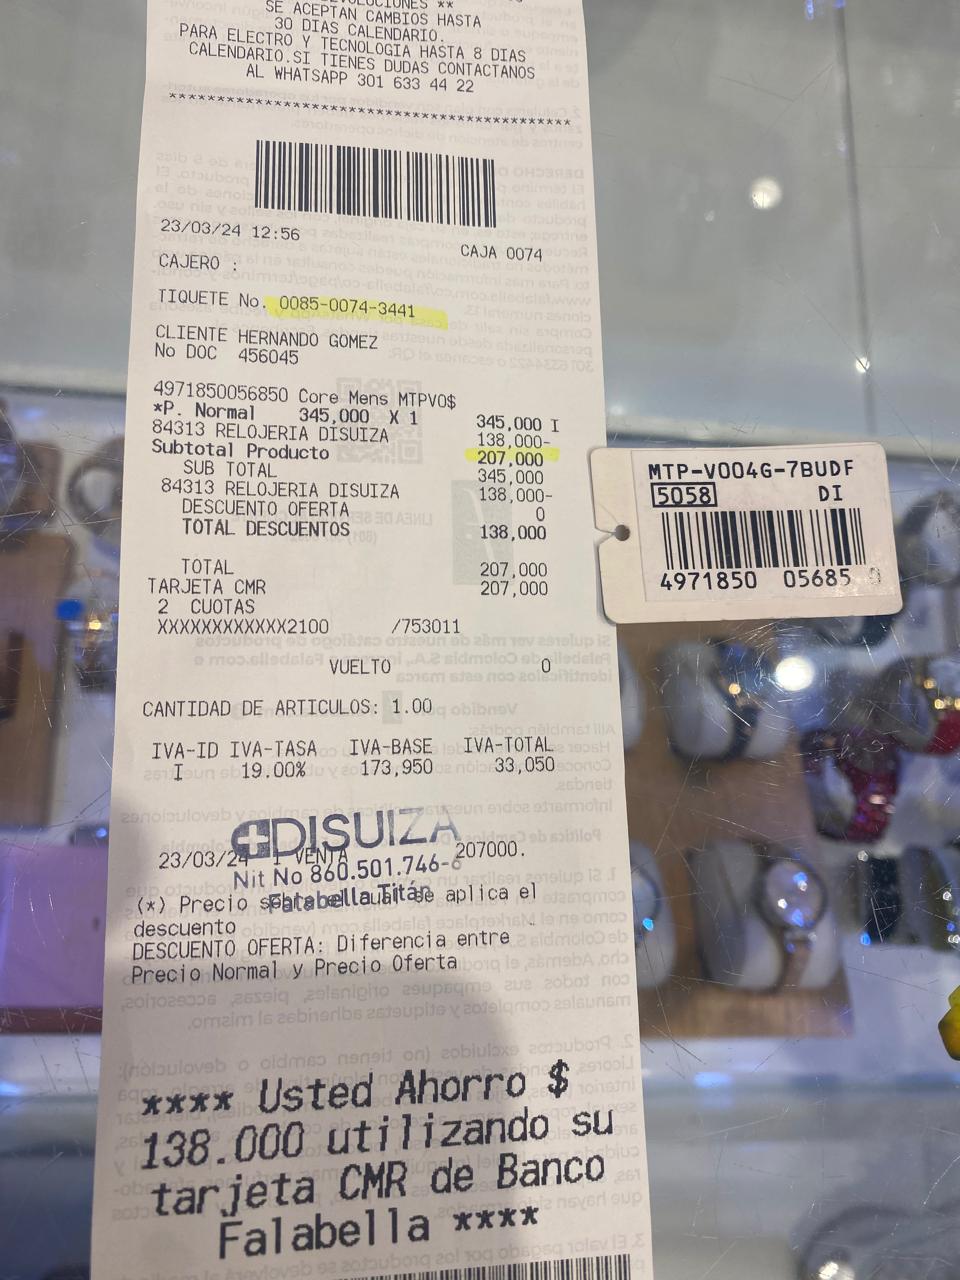 SE ACEPTAN CAMBIOS HASTA
30 DIAS CALENDARIO.
PARA ELECTRO Y TECNOLOGIA HASTA 8 DIAS
CALENDARIO.SI TIENES DUDAS CONTACTANOS
AL WHATSAPP 301 633 44 22
******************************************
23/03/24 12:56
CAJA 0074
CAJERO :
TIQUETE No. 0085-0074-3441
CLIENTE HERNANDO GOMEZ
No DOC 456045
4971850056850 Core Mens MTPV0$
*P. Normal 345,000 X 1 345,000 I
84313 RELOJERIA DISUIZA 138,000-
Subtotal Producto 207,000
SUB TOTAL 345,000
84313 RELOJERIA DISUIZA 138,000-
DESCUENTO OFERTA 0
TOTAL DESCUENTOS 138,000
TOTAL 207,000
TARJETA CMR 207,000
2 CUOTAS
XXXXXXXXXXXX2100 /753011
VUELTO 0
CANTIDAD DE ARTICULOS: 1.00
IVA-ID IVA-TASA IVA-BASE IVA-TOTAL
I 19.00% 173,950 33,050
DISUIZA
23/03/24 1 VENTA 207000.
Nit No 860.501.746-6
Falabella Titán
(*) Precio sobre el cual se aplica el
descuento
DESCUENTO OFERTA: Diferencia entre
Precio Normal y Precio Oferta
**** Usted Ahorro $
138.000 utilizando su
tarjeta CMR de Banco
Falabella ****
MTP-V004G-7BUDF
5058 DI
4971850 05685